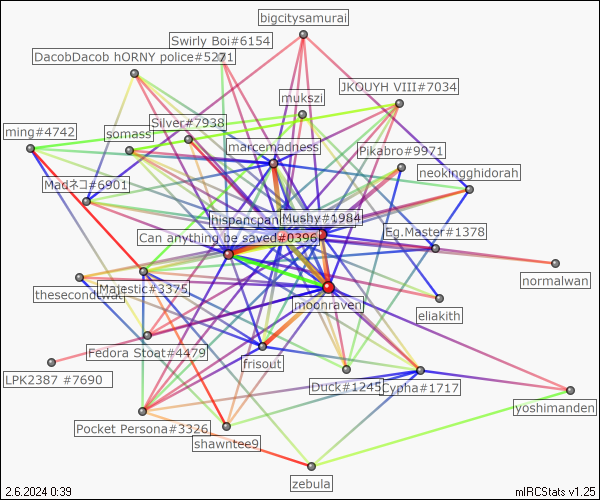 bigcitysamurai
Swirly Boi#6154
DacobDacob hORNY police#5271
JKOUYH VIII#7034
mukszi
Silver#7938
ming#4742
somass
marcemadness
Pikabro#9971
neokingghidorah
Madネコ#6901
hispancpan
Mushy#1984
Eg.Master#1378
Can anything be saved#0396
normalwan
thesecondwat
Majestic#3375
moonraven
eliakith
Fedora Stoat#4479
frisout
LPK2387 #7690
Duck#1245
Cypha#1717
yoshimanden
Pocket Persona#3326
shawntee9
zebula
2.6.2024 0:39
mIRCStats v1.25